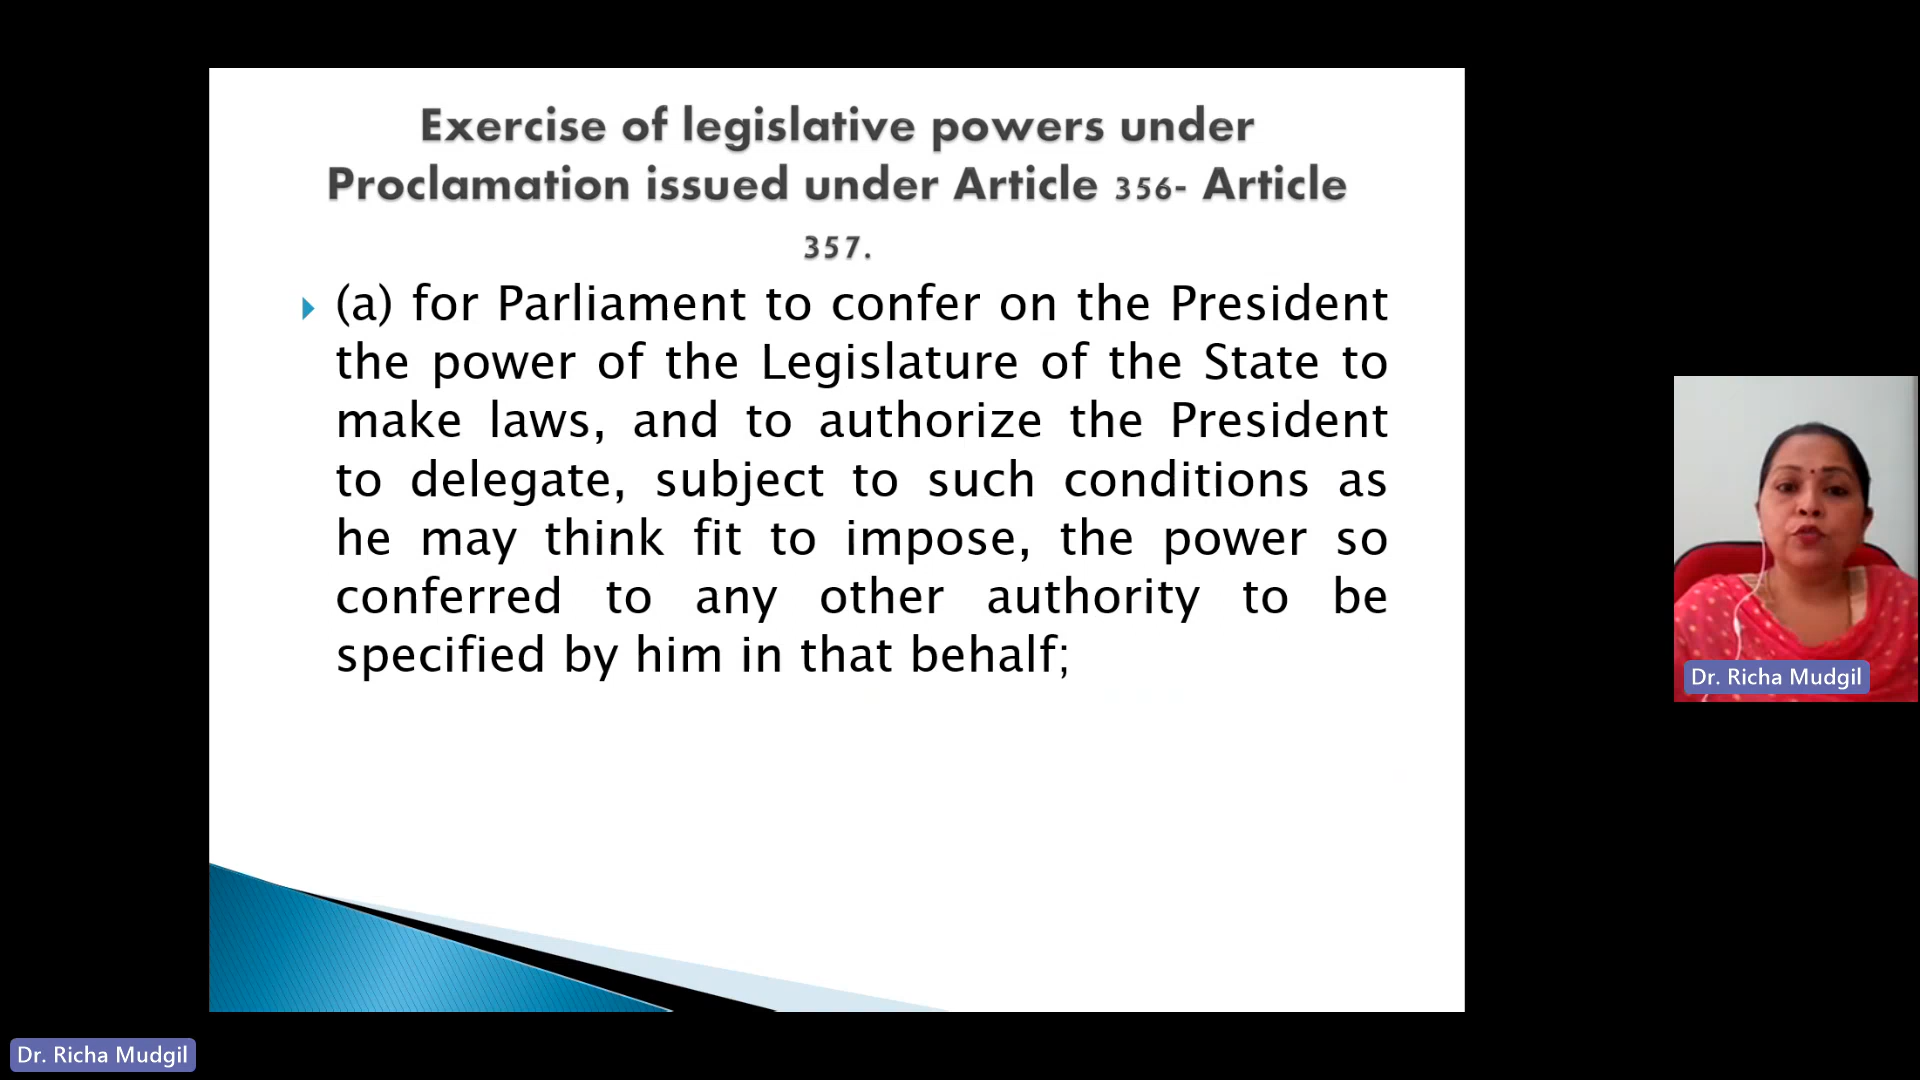 Exercise of legislative powers under
Proclamation issued under Article 356- Article
357.
(a) for Parliament to confer on the President
the power of the Legislature of the State to
make laws, and to authorize the President
to delegate, subject to such conditions as
he may think fit to impose, the power so
conferred to any other authority to be
specified by him in that behalf;
Dr. Richa Mudgil
Dr. Richa Mudgil